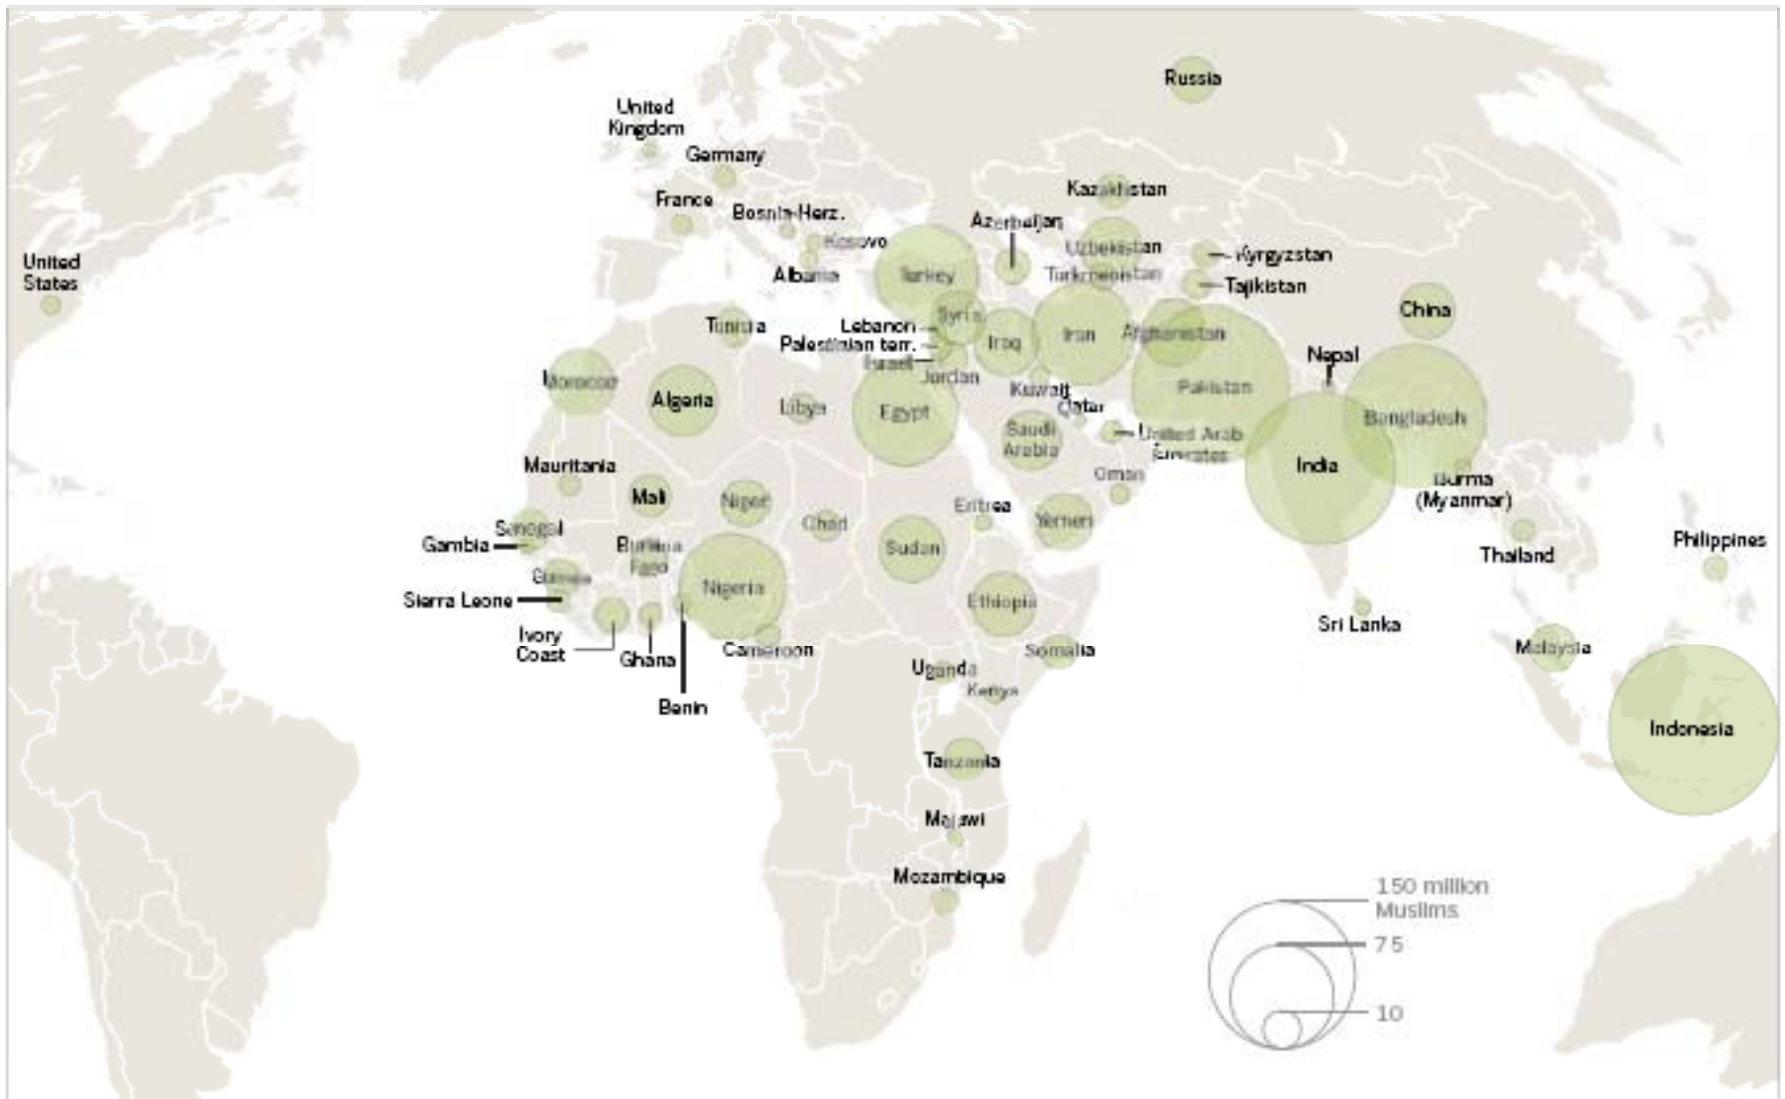 Russia
United
Kingdom
Germany
Kazakhstan
France
Bosnia-Herz.
Azerbaijan
Kosovo
Uzbekistan
Kyrgyzstan
United
States
Albania
Turkey
Turkmenistan
Tajikistan
China
Tunisia
Lebanon
Syria
Palestinian terr.
Iraq
Iran
Afghanistan
Israel
Nepal
Morocco
Jordan
Kuwait
Pakistan
Algeria
Libya
Egypt
Qatar
Bangladesh
Saudi
Arabia
United Arab
Emirates
Mauritania
India
Oman
Burma
(Myanmar)
Mali
Niger
Eritrea
Senegal
Chad
Yemen
Gambia
Burkina
Faso
Sudan
Thailand
Philippines
Guinea
Nigeria
Sierra Leone
Ethiopia
Sri Lanka
Ivory
Coast
Ghana
Cameroon
Somalia
Malaysia
Uganda
Kenya
Benin
Indonesia
Tanzania
Malawi
Mozambique
150 million
Muslims
75
10